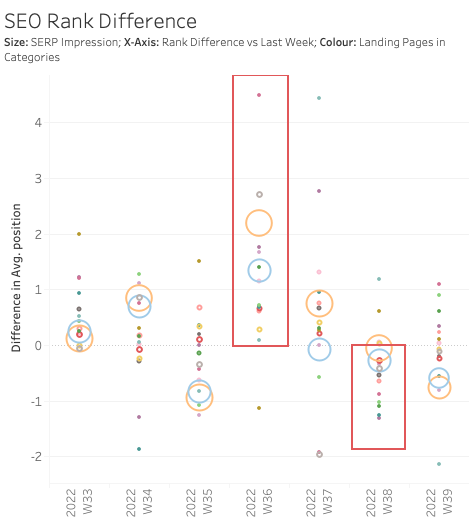 SEO Rank Difference
Size: SERP Impression; X-Axis: Rank Difference vs Last Week; Colour: Landing Pages in
Categories
Difference in Avg. position
4
3
2
1
0
-1
-2
2022 W33
2022 W34
2022 W35
2022 W36
2022 W37
2022 W38
2022 W39